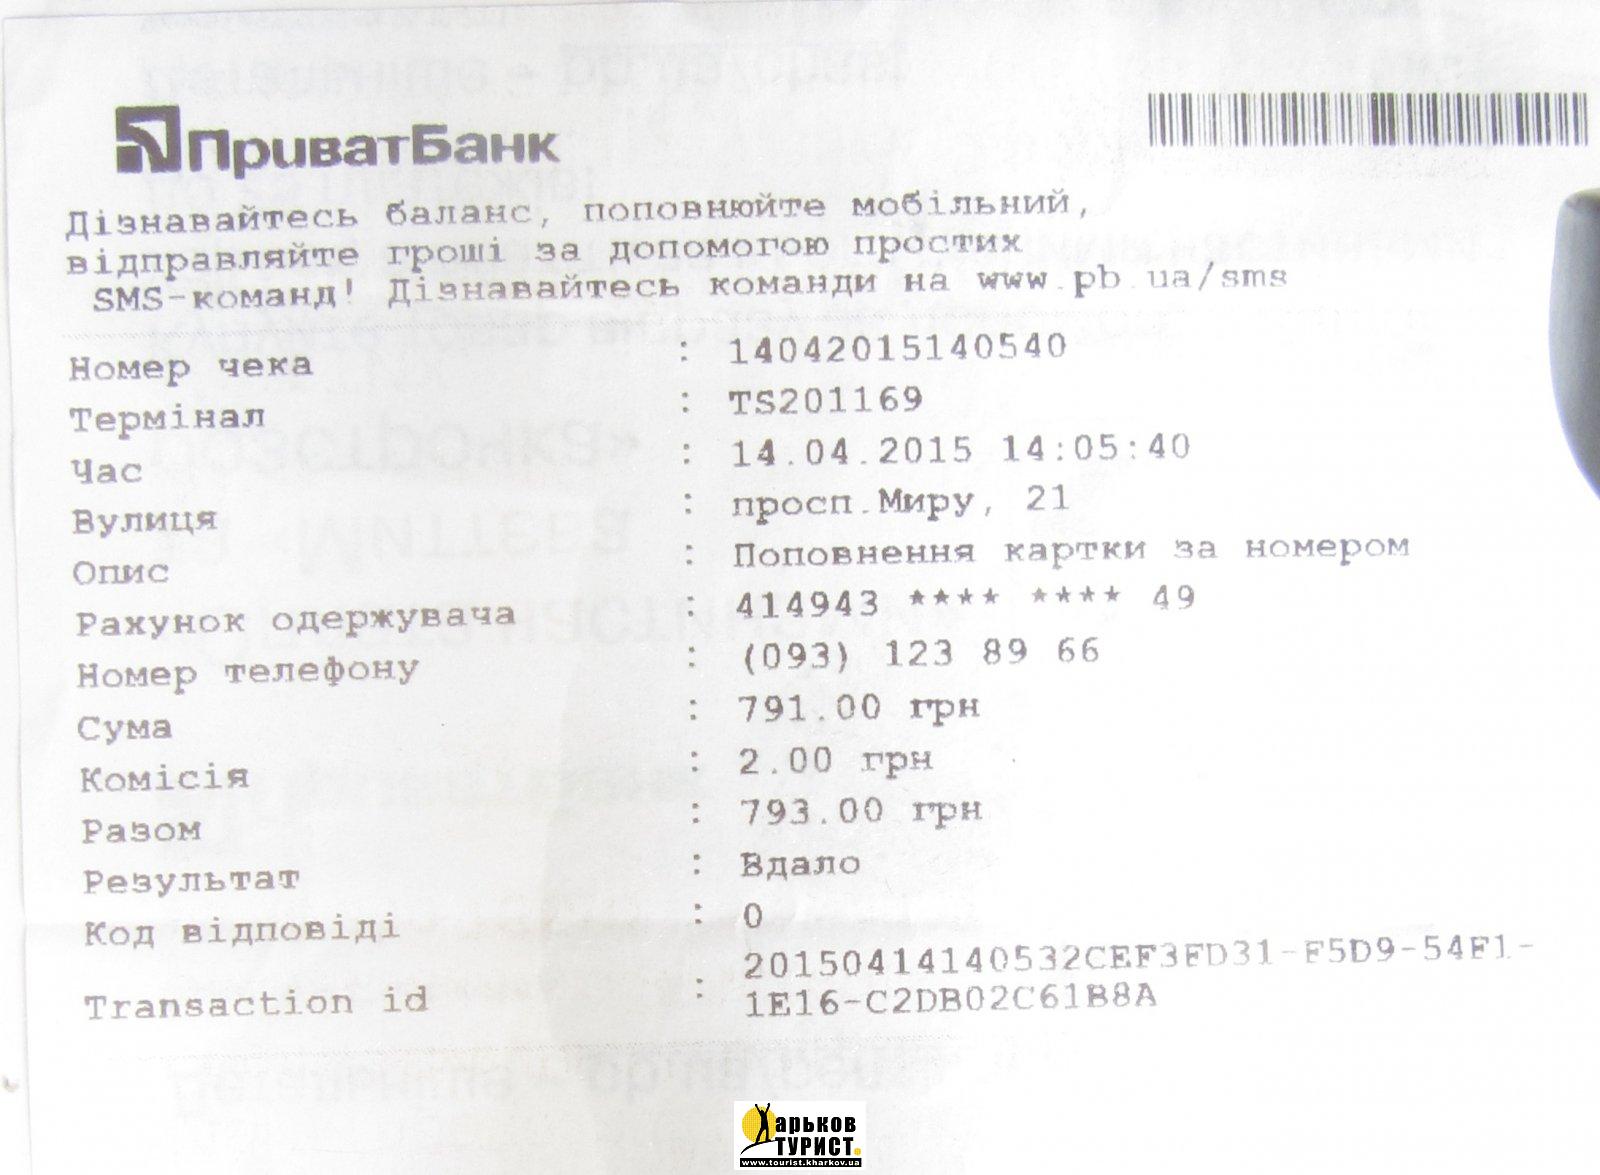 ПриватБанк
Дізнавайтесь баланс, поповнюйте мобільний,
відправляйте гроші за допомогою простих
SMS-команд! Дізнавайтесь команди на www.pb.ua/sms
Номер чека : 14042015140540
Термінал : TS201169
Час : 14.04.2015 14:05:40
Вулиця : просп.Миру, 21
Опис : Поповнення картки за номером
Рахунок одержувача : 414943 **** **** 49
Номер телефону : (093) 123 89 66
Сума : 791.00 грн
Комісія : 2.00 грн
Разом : 793.00 грн
Результат : Вдало
Код відповіді : 0
Transaction id : 20150414140532CEF3FD31-F5D9-54F1-
1E16-C2DB02C61B8A
Харьков
ТУРИСТ.
www.tourist.kharkov.ua